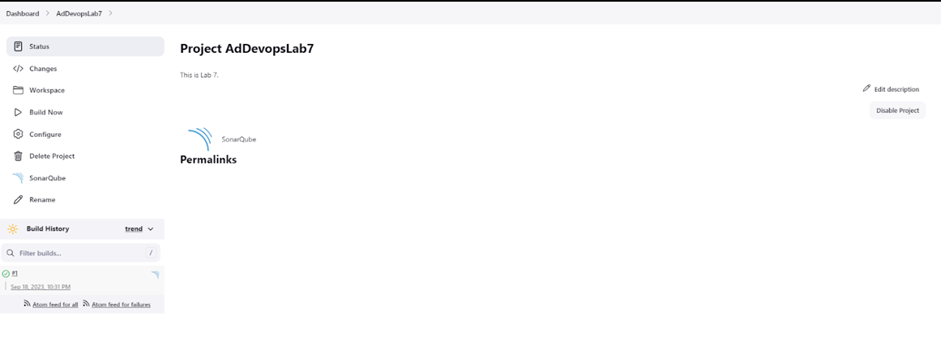 Dashboard > AdDevopsLab7 >
Status
Changes
Workspace
Build Now
Configure
Delete Project
SonarQube
Rename
Build History trend
Filter builds... /
#1
Sep 18, 2023, 10:31 PM
Atom feed for all Atom feed for failures
Project AdDevopsLab7
This is Lab 7.
Edit description
Disable Project
SonarQube
Permalinks